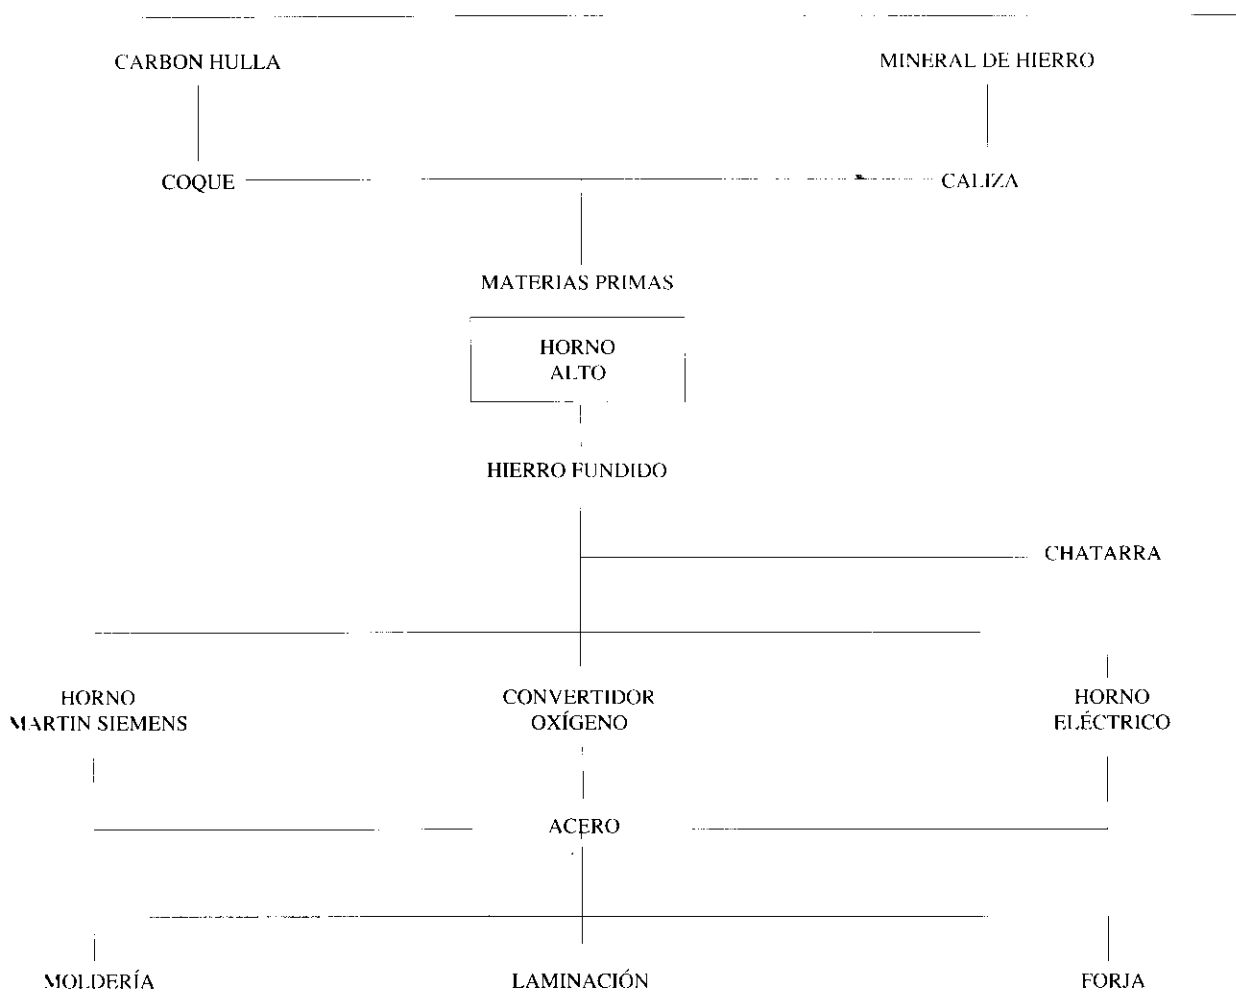 CARBON HULLA
MINERAL DE HIERRO
COQUE
CALIZA
MATERIAS PRIMAS
HORNO
ALTO
HIERRO FUNDIDO
CHATARRA
HORNO
MARTIN SIEMENS
CONVERTIDOR
OXÍGENO
HORNO
ELÉCTRICO
ACERO
MOLDERÍA
LAMINACIÓN
FORJA